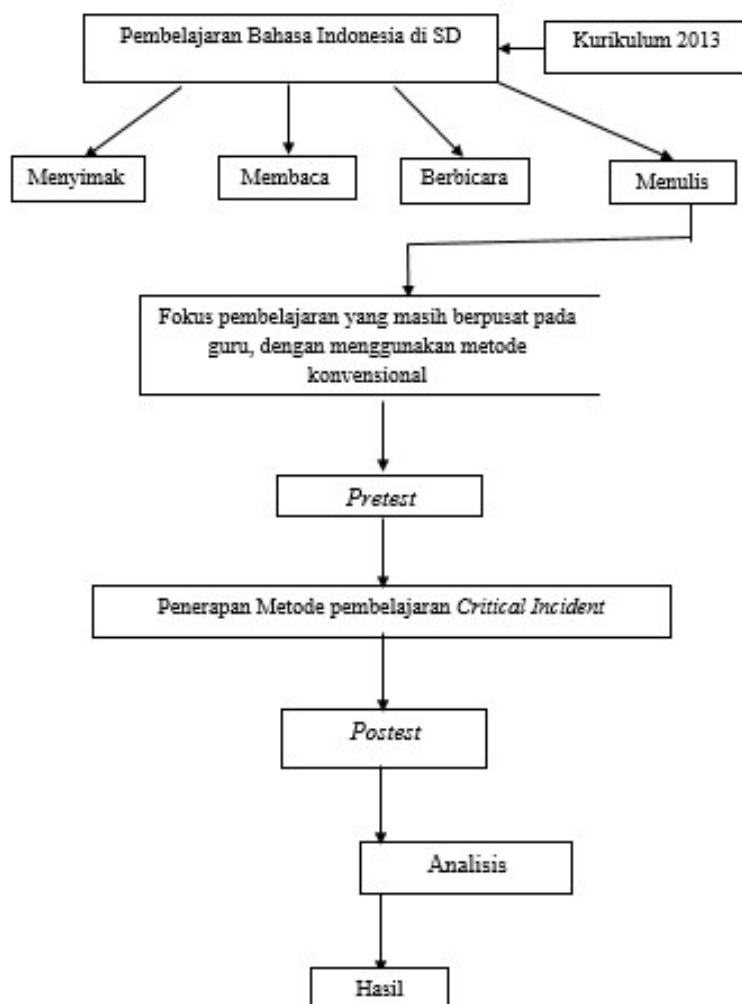 Pembelajaran Bahasa Indonesia di SD
Kurikulum 2013
Menyimak
Membaca
Berbicara
Menulis
Fokus pembelajaran yang masih berpusat pada
guru, dengan menggunakan metode
konvensional
Pretest
Penerapan Metode pembelajaran Critical Incident
Postest
Analisis
Hasil